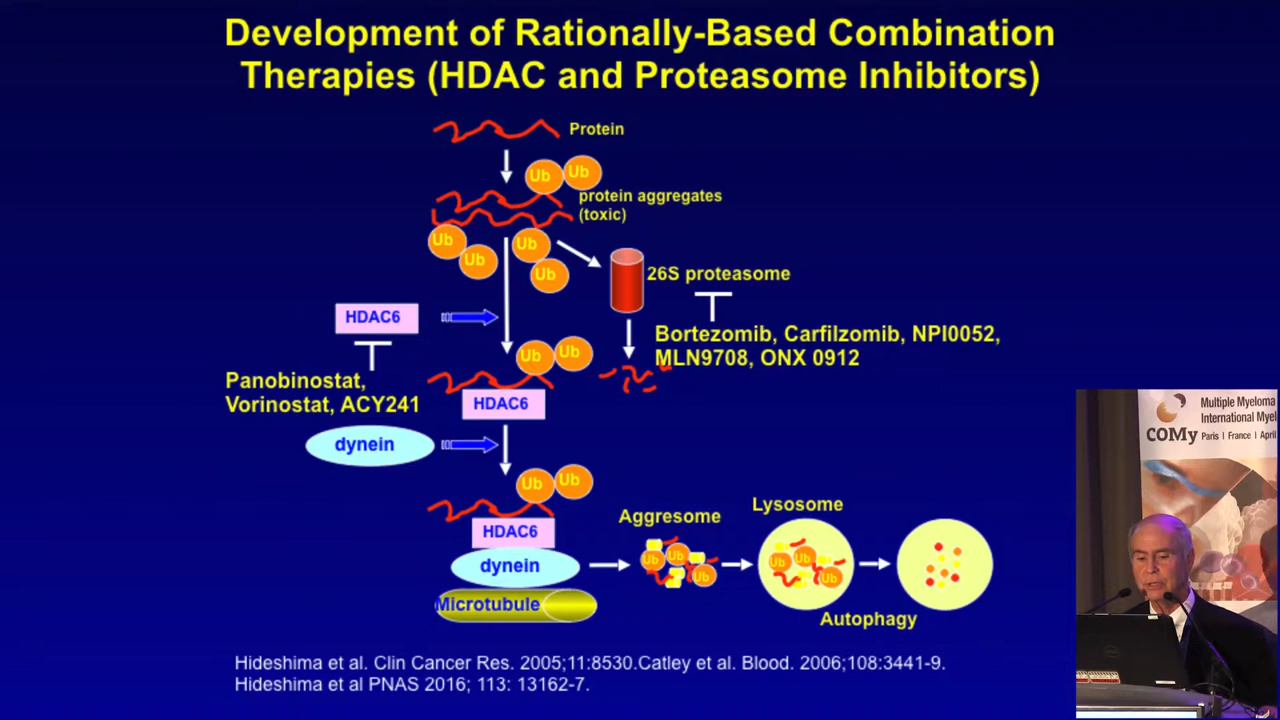 Development of Rationally-Based Combination
Therapies (HDAC and Proteasome Inhibitors)
Protein
Ub
Ub
protein aggregates
(toxic)
Ub
Ub
Ub
Ub
26S proteasome
HDAC6
Bortezomib, Carfilzomib, NPI0052,
MLN9708, ONX 0912
Ub
Ub
Panobinostat,
Vorinostat, ACY241
HDAC6
dynein
Ub
Ub
HDAC6
dynein
Microtubule
Aggresome
Ub
Ub
Ub
Lysosome
Ub
Ub
Ub
Autophagy
Hideshima et al. Clin Cancer Res. 2005;11:8530.Catley et al. Blood. 2006;108:3441-9.
Hideshima et al PNAS 2016; 113: 13162-7.
COMy
Multiple Myeloma
International Myel
Paris | France | April